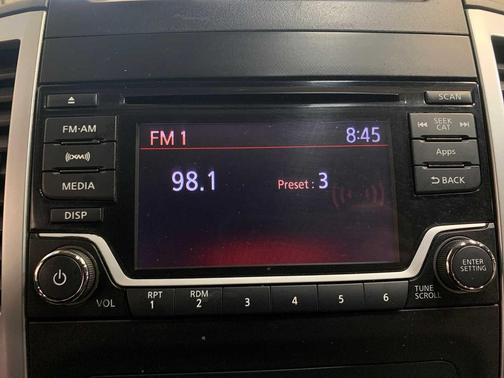 SCAN
FM·AM
FM 1 8:45
SEEK CAT
(XM)
98.1 Preset : 3
Apps
MEDIA
BACK
DISP
VOL
RPT 1
RDM 2
3
4
5
6
TUNE SCROLL
ENTER SETTING